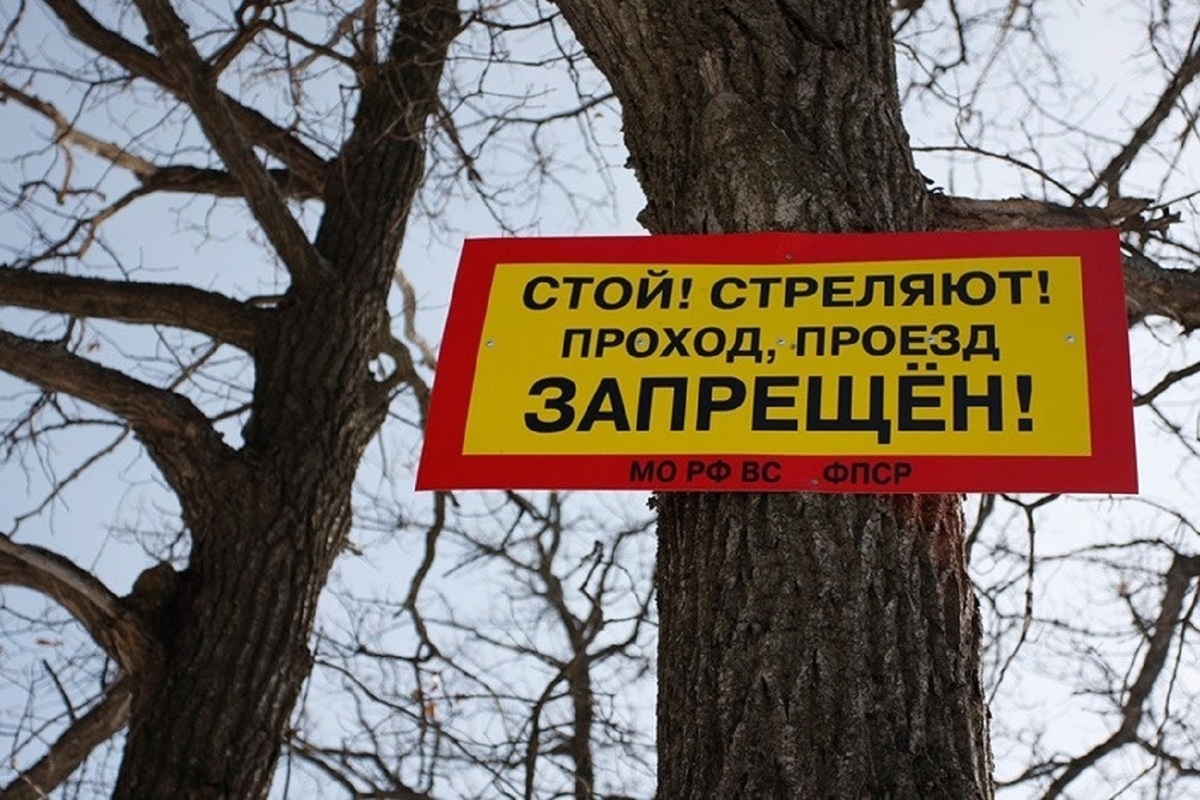 СТОЙ! СТРЕЛЯЮТ!
ПРОХОД, ПРОЕЗД
ЗАПРЕЩЁН!
МО РФ ВС ФПСР